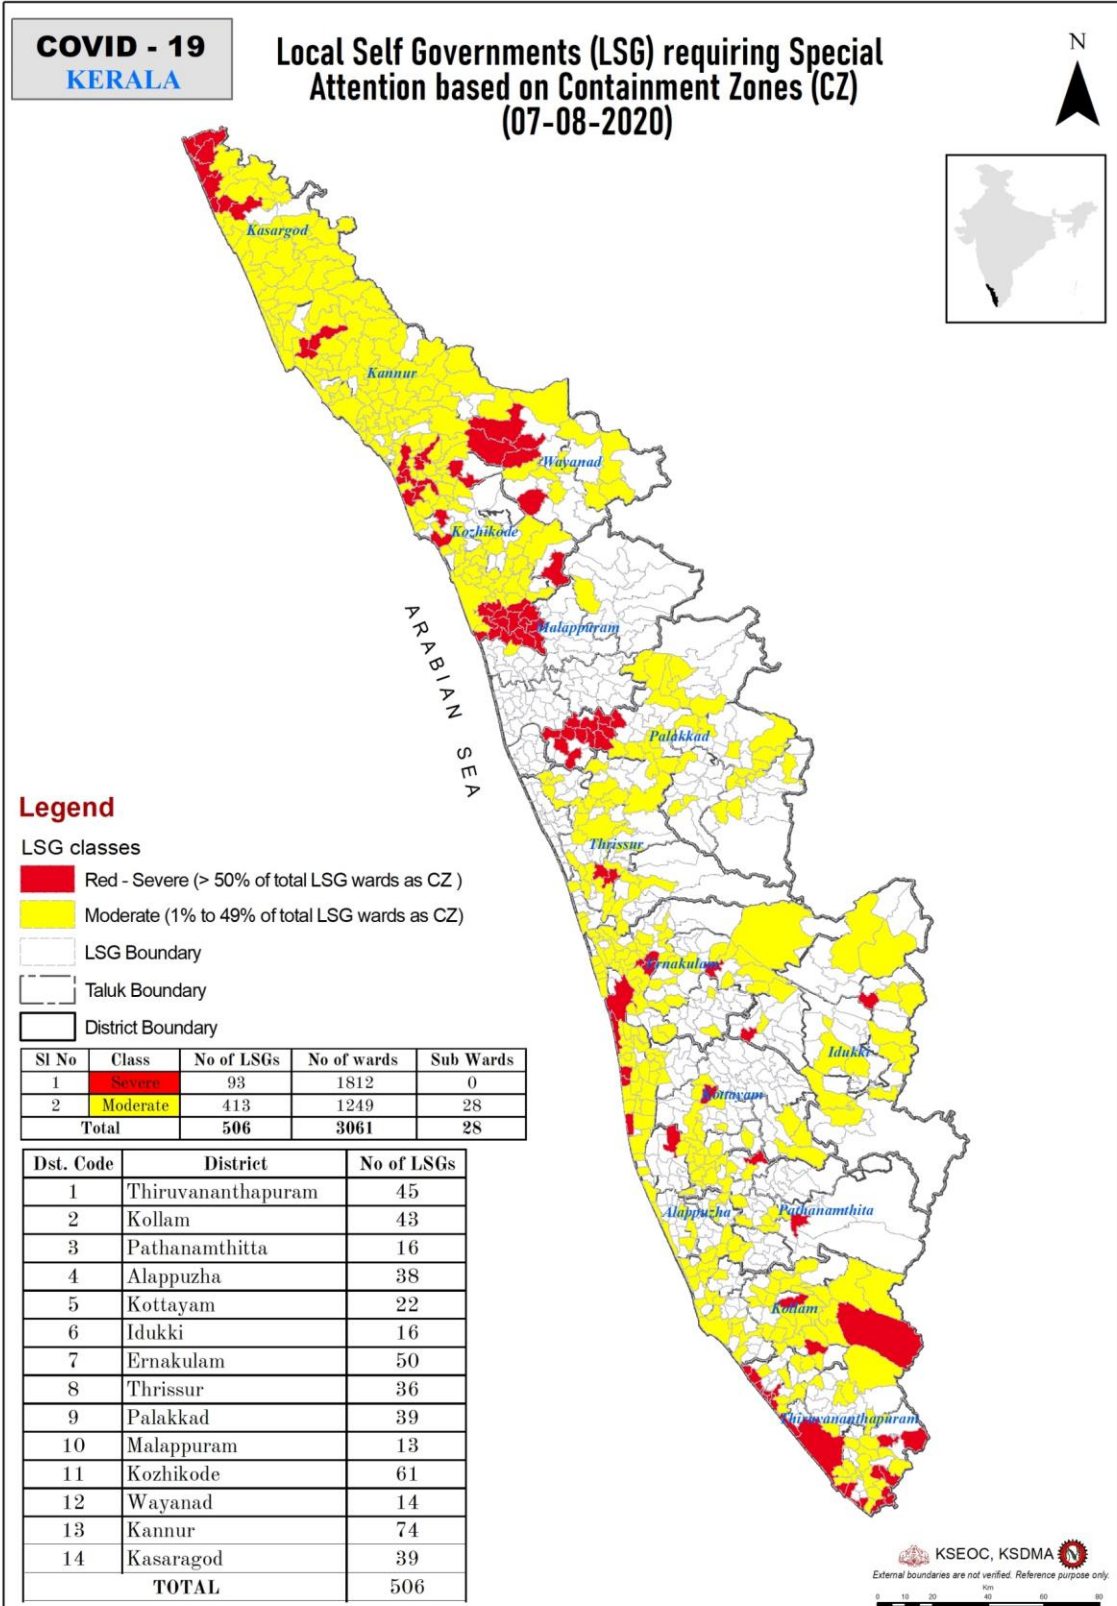 COVID - 19
KERALA
Local Self Governments (LSG) requiring Special
Attention based on Containment Zones (CZ)
(07-08-2020)
N
Kasargod
Kannur
Wayanad
Kozhikode
Malappuram
ARABIAN SEA
Palakkad
Thrissur
Ernakulam
Idukki
Kottayam
Alappuzha
Pathanamthita
Kollam
Thiruvananthapuram
Legend
LSG classes
Red - Severe (> 50% of total LSG wards as CZ )
Moderate (1% to 49% of total LSG wards as CZ)
LSG Boundary
Taluk Boundary
District Boundary
Sl No Class No of LSGs No of wards Sub Wards
1 Severe 93 1812 0
2 Moderate 413 1249 28
Total 506 3061 28
Dst. Code District No of LSGs
1 Thiruvananthapuram 45
2 Kollam 43
3 Pathanamthitta 16
4 Alappuzha 38
5 Kottayam 22
6 Idukki 16
7 Ernakulam 50
8 Thrissur 36
9 Palakkad 39
10 Malappuram 13
11 Kozhikode 61
12 Wayanad 14
13 Kannur 74
14 Kasaragod 39
TOTAL 506
KSEOC, KSDMA
External boundaries are not verified. Reference purpose only.
Km
0 10 20 40 60 80